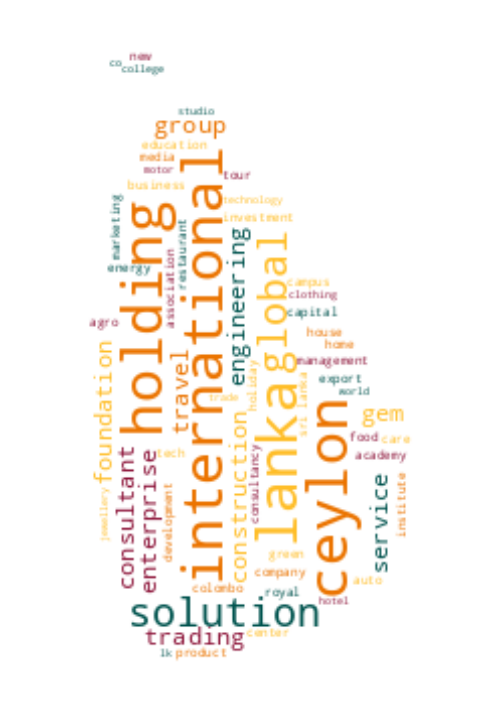 new
co
college
studio
group
education
media
motor
tour
business
technology
investment
marketing
holding
international
restaurant
engineering
association
energy
global
campus
clothing
capital
agro
house
home
management
foundation
travel
export
world
trade
holiday
sri lanka
lanka
ceylon
gem
food
care
academy
construction
consultancy
tech
consultant
enterprise
development
jewellery
service
institute
green
company
auto
colombo
royal
hotel
solution
trading
center
lk
product